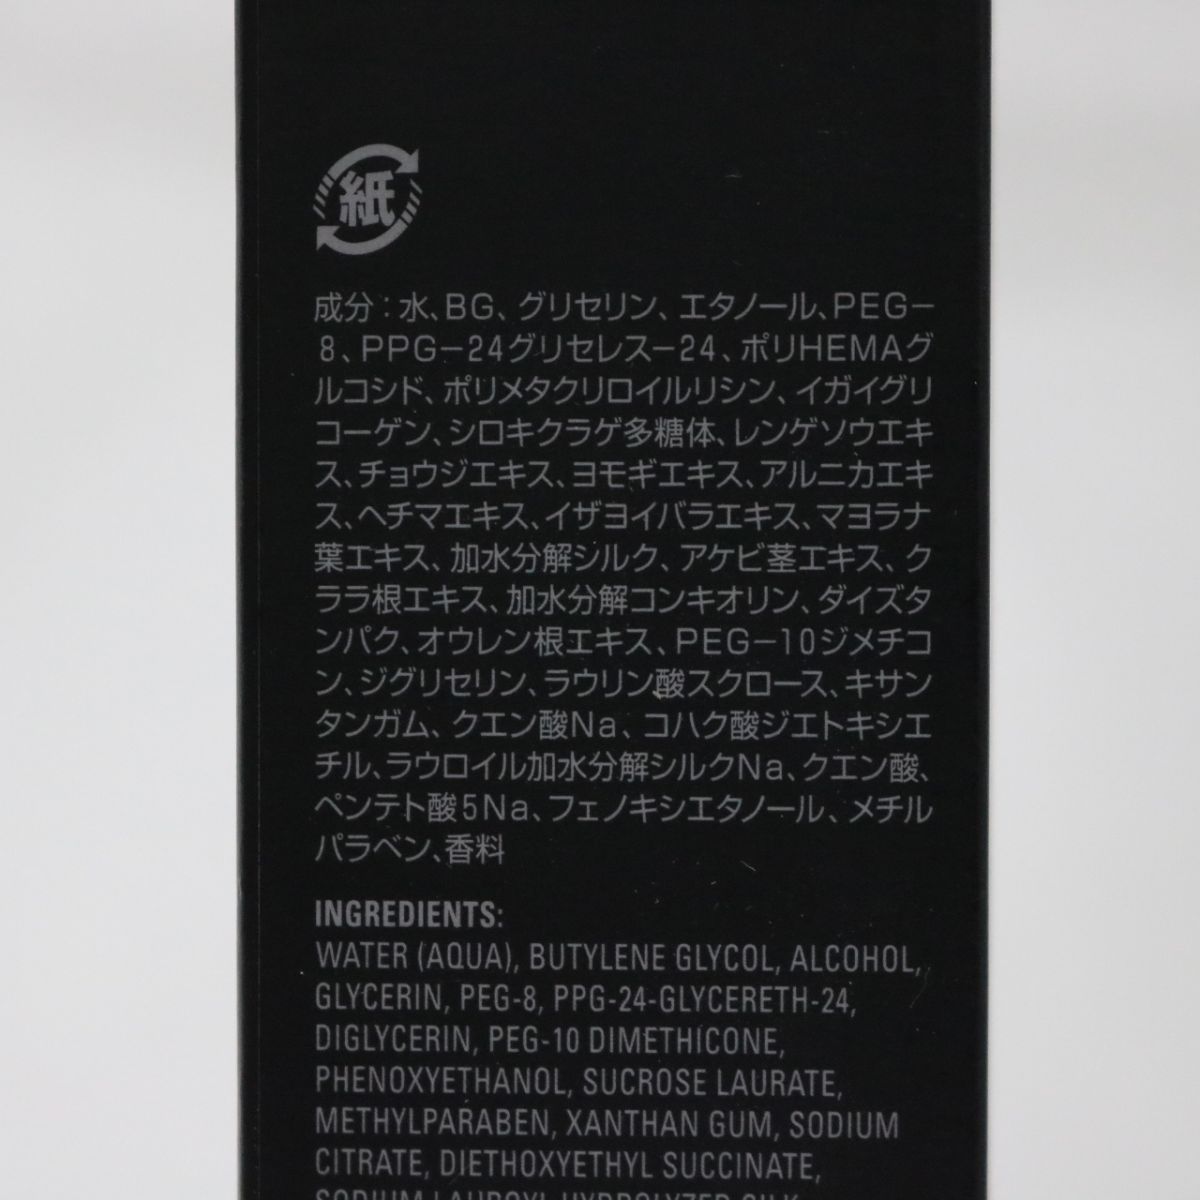 紙
成分：水、BG、グリセリン、エタノール、PEG－
8、PPG－24グリセレス－24、ポリHEMAグ
ルコシド、ポリメタクリロイルリシン、イガイグリ
コーゲン、シロキクラゲ多糖体、レンゲソウエキ
ス、チョウジエキス、ヨモギエキス、アルニカエキ
ス、ヘチマエキス、イザヨイバラエキス、マヨラナ
葉エキス、加水分解シルク、アケビ茎エキス、ク
ララ根エキス、加水分解コンキオリン、ダイズタ
ンパク、オウレン根エキス、PEG－10ジメチコ
ン、ジグリセリン、ラウリン酸スクロース、キサン
タンガム、クエン酸Na、コハク酸ジエトキシエ
チル、ラウロイル加水分解シルクNa、クエン酸、
ペンテト酸5Na、フェノキシエタノール、メチル
パラベン、香料
INGREDIENTS:
WATER (AQUA), BUTYLENE GLYCOL, ALCOHOL,
GLYCERIN, PEG-8, PPG-24-GLYCERETH-24,
DIGLYCERIN, PEG-10 DIMETHICONE,
PHENOXYETHANOL, SUCROSE LAURATE,
METHYLPARABEN, XANTHAN GUM, SODIUM
CITRATE, DIETHOXYETHYL SUCCINATE,
SODIUM LAUROYL HYDROLYZED SILK,